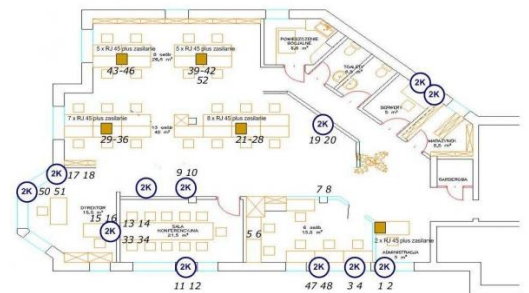 POMIESZCZENIE
SOCJALNE
5 x RJ 45 plus zasilanie
5 x RJ 45 plus zasilanie
43-46
39-42
52
TOALETY
2K
2K
SERWERY
7 x RJ 45 plus zasilanie
8 x RJ 45 plus zasilanie
29-36
21-28
2K
19 20
MAGAZYNEK
GARDEROBA
17 18
2K
2K
50 51
9 10
2K
2K
7 8
DYREKTOR
15 16
13 14
2K
33 34
SALA
KONFERENCYJNA
5 6
2 x RJ 45 plus zasilanie
ADMINISTRACJA
2K
2K
2K
2K
11 12
47 48
3 4
1 2